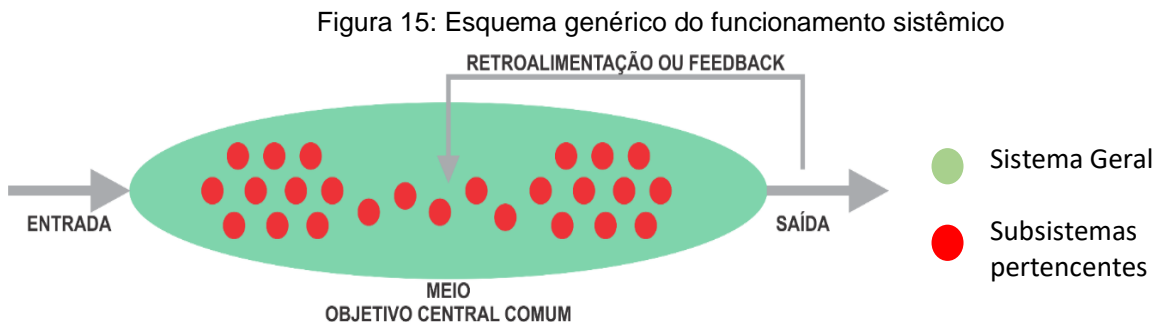 Figura 15: Esquema genérico do funcionamento sistêmico
RETROALIMENTAÇÃO OU FEEDBACK
ENTRADA
SAÍDA
MEIO
OBJETIVO CENTRAL COMUM
Sistema Geral
Subsistemas
pertencentes